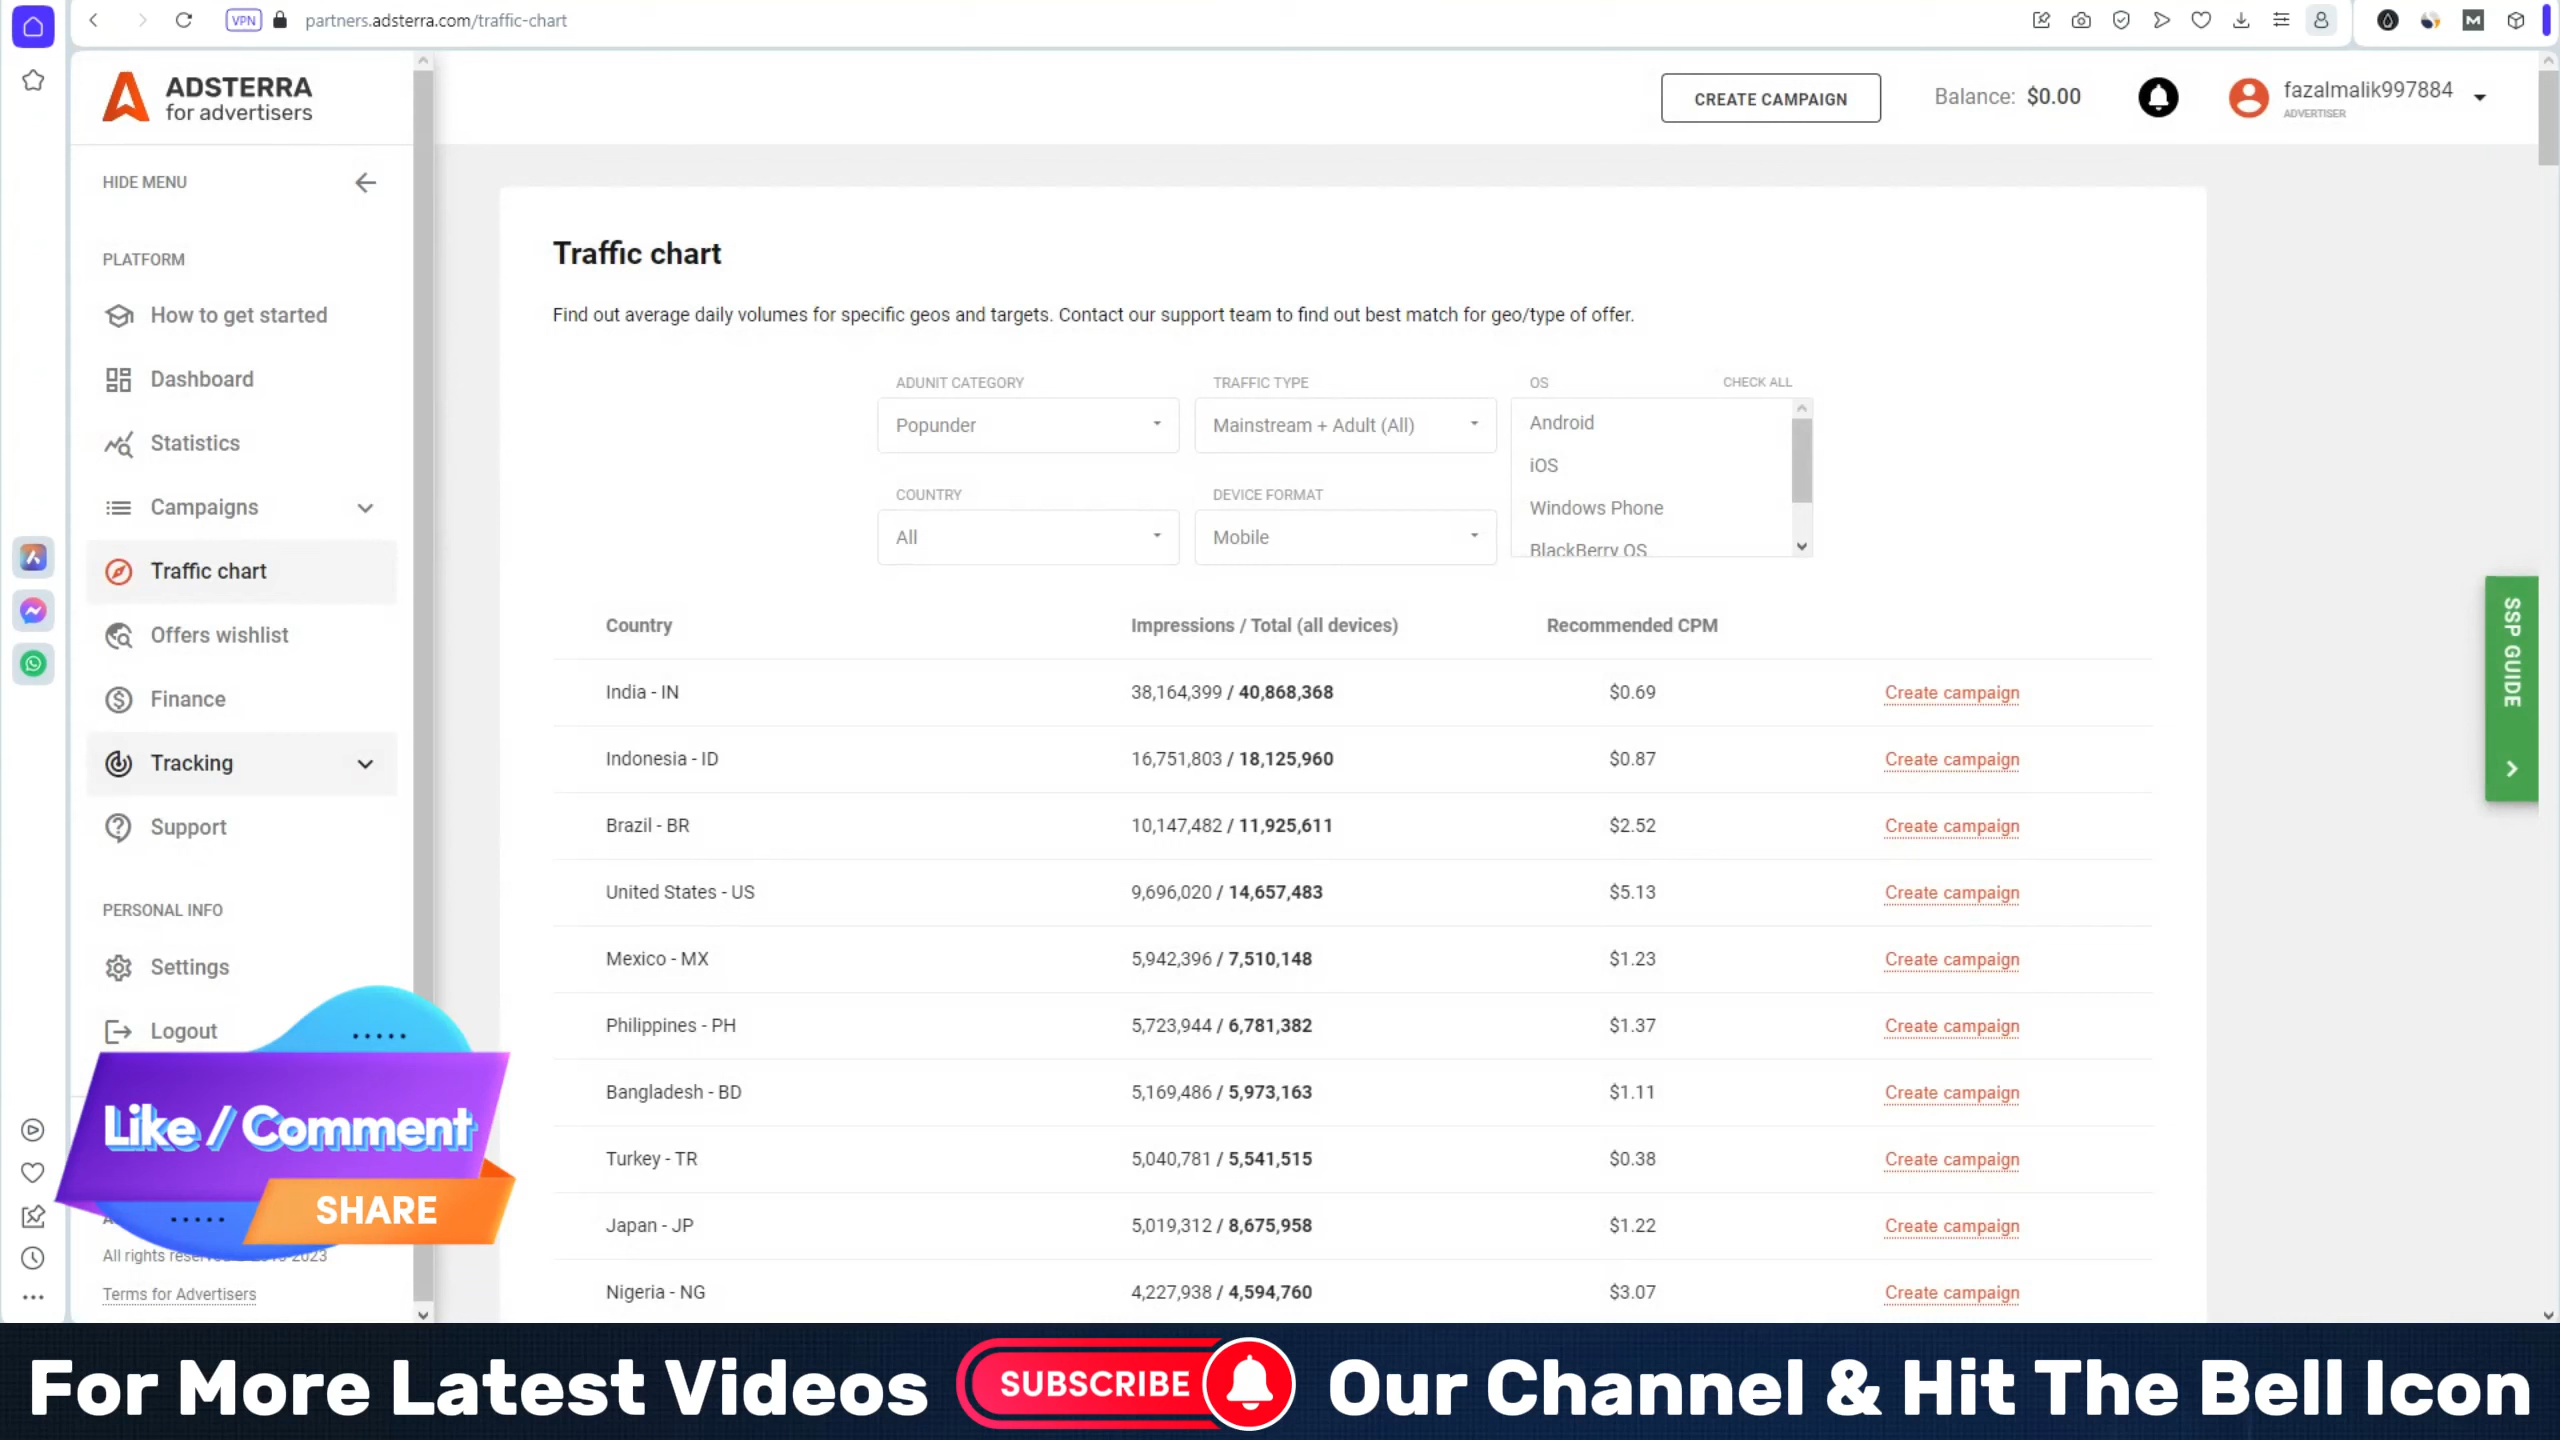 VPN
partners.adsterra.com/traffic-chart
ADSTERRA
for advertisers
CREATE CAMPAIGN
Balance: $0.00
fazalmalik997884
ADVERTISER
HIDE MENU
PLATFORM
How to get started
Dashboard
Statistics
Campaigns
Traffic chart
Offers wishlist
Finance
Tracking
Support
PERSONAL INFO
Settings
Logout
Like / Comment
SHARE
All rights
2023
Terms for Advertisers
Traffic chart
Find out average daily volumes for specific geos and targets. Contact our support team to find out best match for geo/type of offer.
ADUNIT CATEGORY
Popunder
TRAFFIC TYPE
Mainstream + Adult (All)
OS
CHECK ALL
Android
iOS
Windows Phone
BlackBerry OS
COUNTRY
All
DEVICE FORMAT
Mobile
Country Impressions / Total (all devices) Recommended CPM
India - IN 38,164,399 / 40,868,368 $0.69 Create campaign
Indonesia - ID 16,751,803 / 18,125,960 $0.87 Create campaign
Brazil - BR 10,147,482 / 11,925,611 $2.52 Create campaign
United States - US 9,696,020 / 14,657,483 $5.13 Create campaign
Mexico - MX 5,942,396 / 7,510,148 $1.23 Create campaign
Philippines - PH 5,723,944 / 6,781,382 $1.37 Create campaign
Bangladesh - BD 5,169,486 / 5,973,163 $1.11 Create campaign
Turkey - TR 5,040,781 / 5,541,515 $0.38 Create campaign
Japan - JP 5,019,312 / 8,675,958 $1.22 Create campaign
Nigeria - NG 4,227,938 / 4,594,760 $3.07 Create campaign
SSP GUIDE
For More Latest Videos SUBSCRIBE Our Channel & Hit The Bell Icon